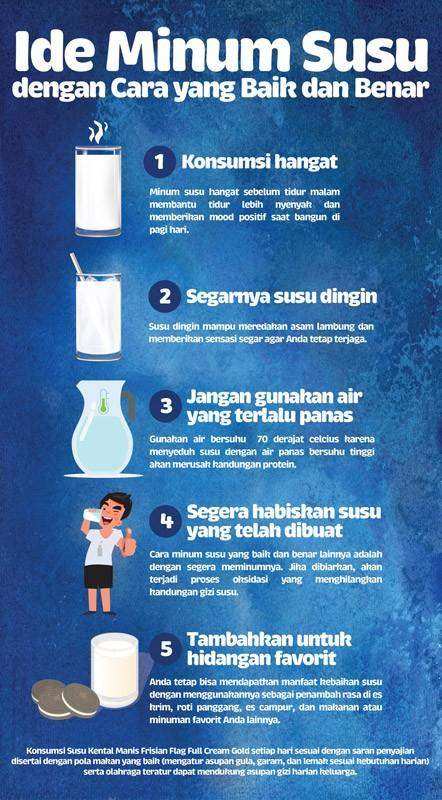 Ide Minum Susu
dengan Cara yang Baik dan Benar
1 Konsumsi hangat
Minum susu hangat sebelum tidur malam
membantu tidur lebih nyenyak dan
memberikan mood positif saat bangun di
pagi hari.
2 Segarnya susu dingin
Susu dingin mampu meredakan asam lambung dan
memberikan sensasi segar agar Anda tetap terjaga.
3 Jangan gunakan air
yang terlalu panas
Gunakan air bersuhu 70 derajat celcius karena
menyeduh susu dengan air panas bersuhu tinggi
akan merusak kandungan protein.
4 Segera habiskan susu
yang telah dibuat
Cara minum susu yang baik dan benar lainnya adalah
dengan segera meminumnya. Jika dibiarkan, akan
terjadi proses oksidasi yang menghilangkan
kandungan gizi susu.
5 Tambahkan untuk
hidangan favorit
Anda tetap bisa mendapatkan manfaat kebaikan susu
dengan menggunakannya sebagai penambah rasa di es
krim, roti panggang, es campur, dan makanan atau
minuman favorit Anda lainnya.
Konsumsi Susu Kental Manis Frisian Flag Full Cream Gold setiap hari sesuai dengan saran penyajian
disertai dengan pola makan yang baik (mengatur asupan gula, garam, dan lemak sesuai kebutuhan harian)
serta olahraga teratur dapat mendukung asupan gizi harian keluarga.